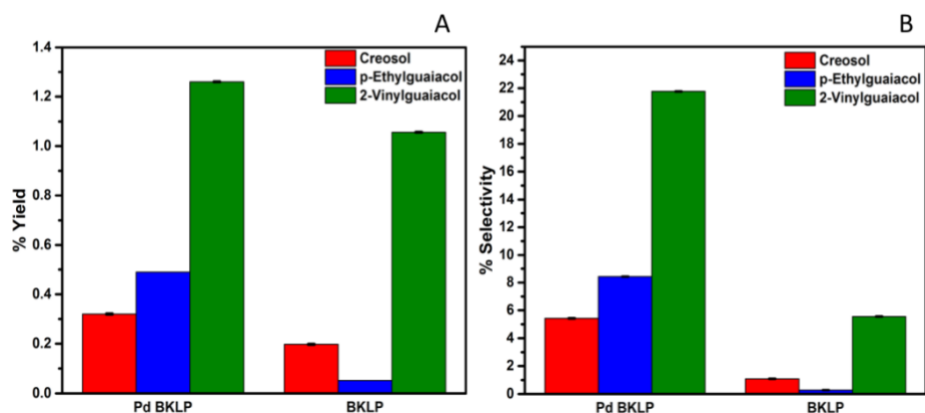 A
Creosol
p-Ethylguaiacol
2-Vinylguaiacol
% Yield
1.4
1.2
1.0
0.8
0.6
0.4
0.2
0.0
Pd BKLP BKLP
B
Creosol
p-Ethylguaiacol
2-Vinylguaiacol
% Selectivity
24
22
20
18
16
14
12
10
8
6
4
2
0
Pd BKLP BKLP